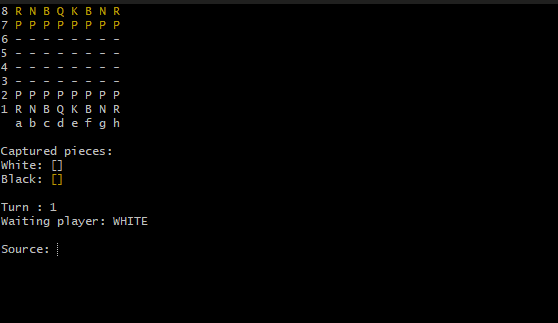 8 R N B Q K B N R
7 P P P P P P P P
6 - - - - - - - -
5 - - - - - - - -
4 - - - - - - - -
3 - - - - - - - -
2 P P P P P P P P
1 R N B Q K B N R
  a b c d e f g h
Captured pieces:
White: []
Black: []
Turn : 1
Waiting player: WHITE
Source: